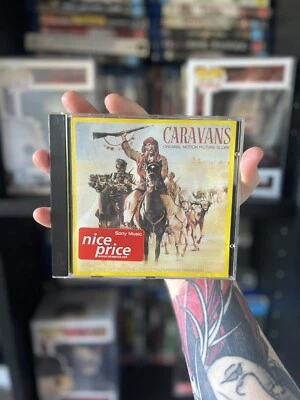 CARAVANS
ORIGINAL MOTION PICTURE SCORE
Sony Music
nice
price